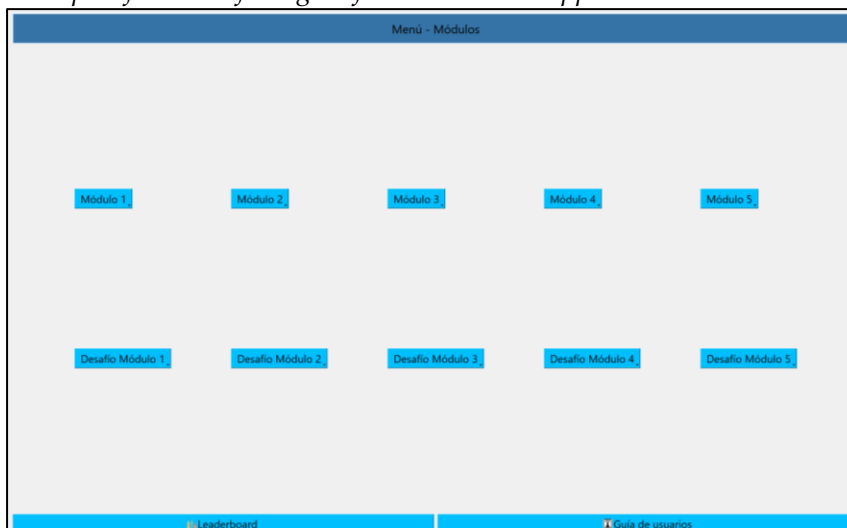 Menú - Módulos
Módulo 1 Módulo 2 Módulo 3 Módulo 4 Módulo 5
Desafío Módulo 1 Desafío Módulo 2 Desafío Módulo 3 Desafío Módulo 4 Desafío Módulo 5
Leaderboard Guía de usuarios